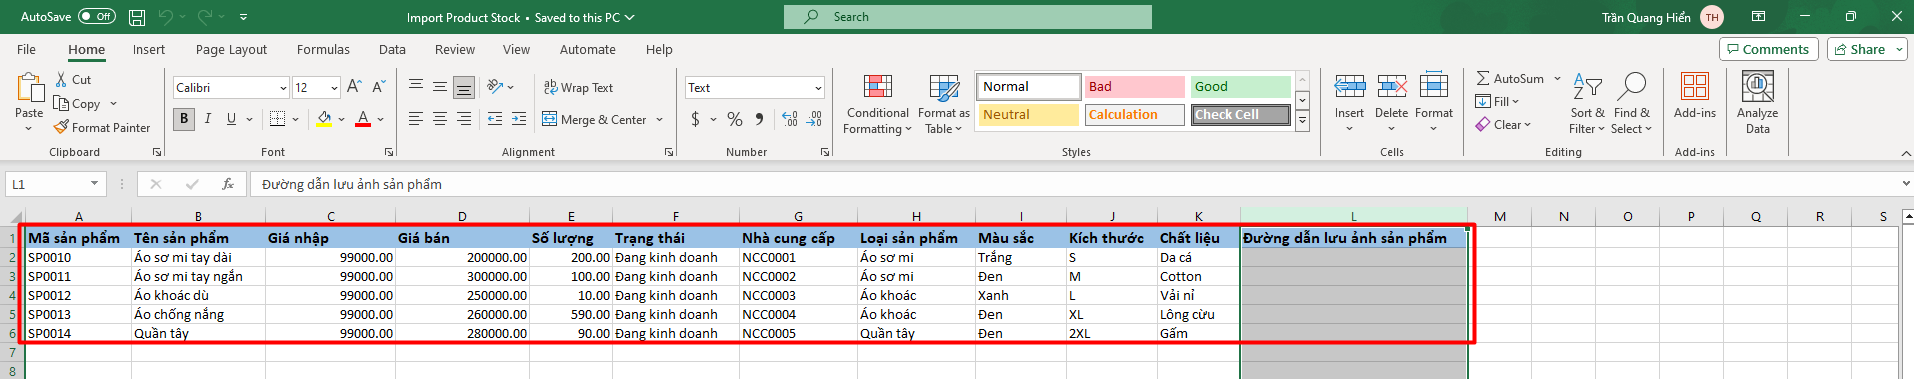 AutoSave Off Import Product Stock • Saved to this PC Search Trần Quang Hiển TH
File Home Insert Page Layout Formulas Data Review View Automate Help Comments Share
Paste Cut Copy Format Painter Clipboard
Calibri 12 A A B I U A Font
Wrap Text Merge & Center Alignment
Text $ % Number
Conditional Formatting Format as Table Normal Bad Good Neutral Calculation Check Cell Styles
Insert Delete Format Cells
AutoSum Fill Clear Sort & Filter Find & Select Editing
Add-ins Add-ins
Analyze Data
L1 fx Đường dẫn lưu ảnh sản phẩm
A B C D E F G H I J K L M N O P Q R S
1 Mã sản phẩm Tên sản phẩm Giá nhập Giá bán Số lượng Trạng thái Nhà cung cấp Loại sản phẩm Màu sắc Kích thước Chất liệu Đường dẫn lưu ảnh sản phẩm
2 SP0010 Áo sơ mi tay dài 99000.00 200000.00 200.00 Đang kinh doanh NCC0001 Áo sơ mi Trắng S Da cá
3 SP0011 Áo sơ mi tay ngắn 99000.00 300000.00 100.00 Đang kinh doanh NCC0002 Áo sơ mi Đen M Cotton
4 SP0012 Áo khoác dù 99000.00 250000.00 10.00 Đang kinh doanh NCC0003 Áo khoác Xanh L Vải nỉ
5 SP0013 Áo chống nắng 99000.00 260000.00 590.00 Đang kinh doanh NCC0004 Áo khoác Đen XL Lông cừu
6 SP0014 Quần tây 99000.00 280000.00 90.00 Đang kinh doanh NCC0005 Quần tây Đen 2XL Gấm
7
8